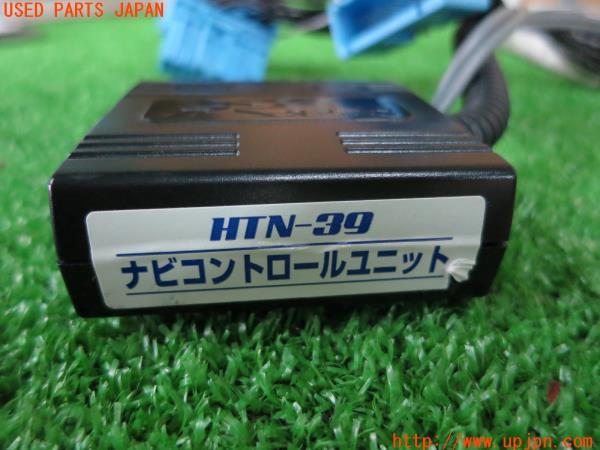 USED PARTS JAPAN
HTN-39
ナビコントロールユニット
http://www.upjpn.com/